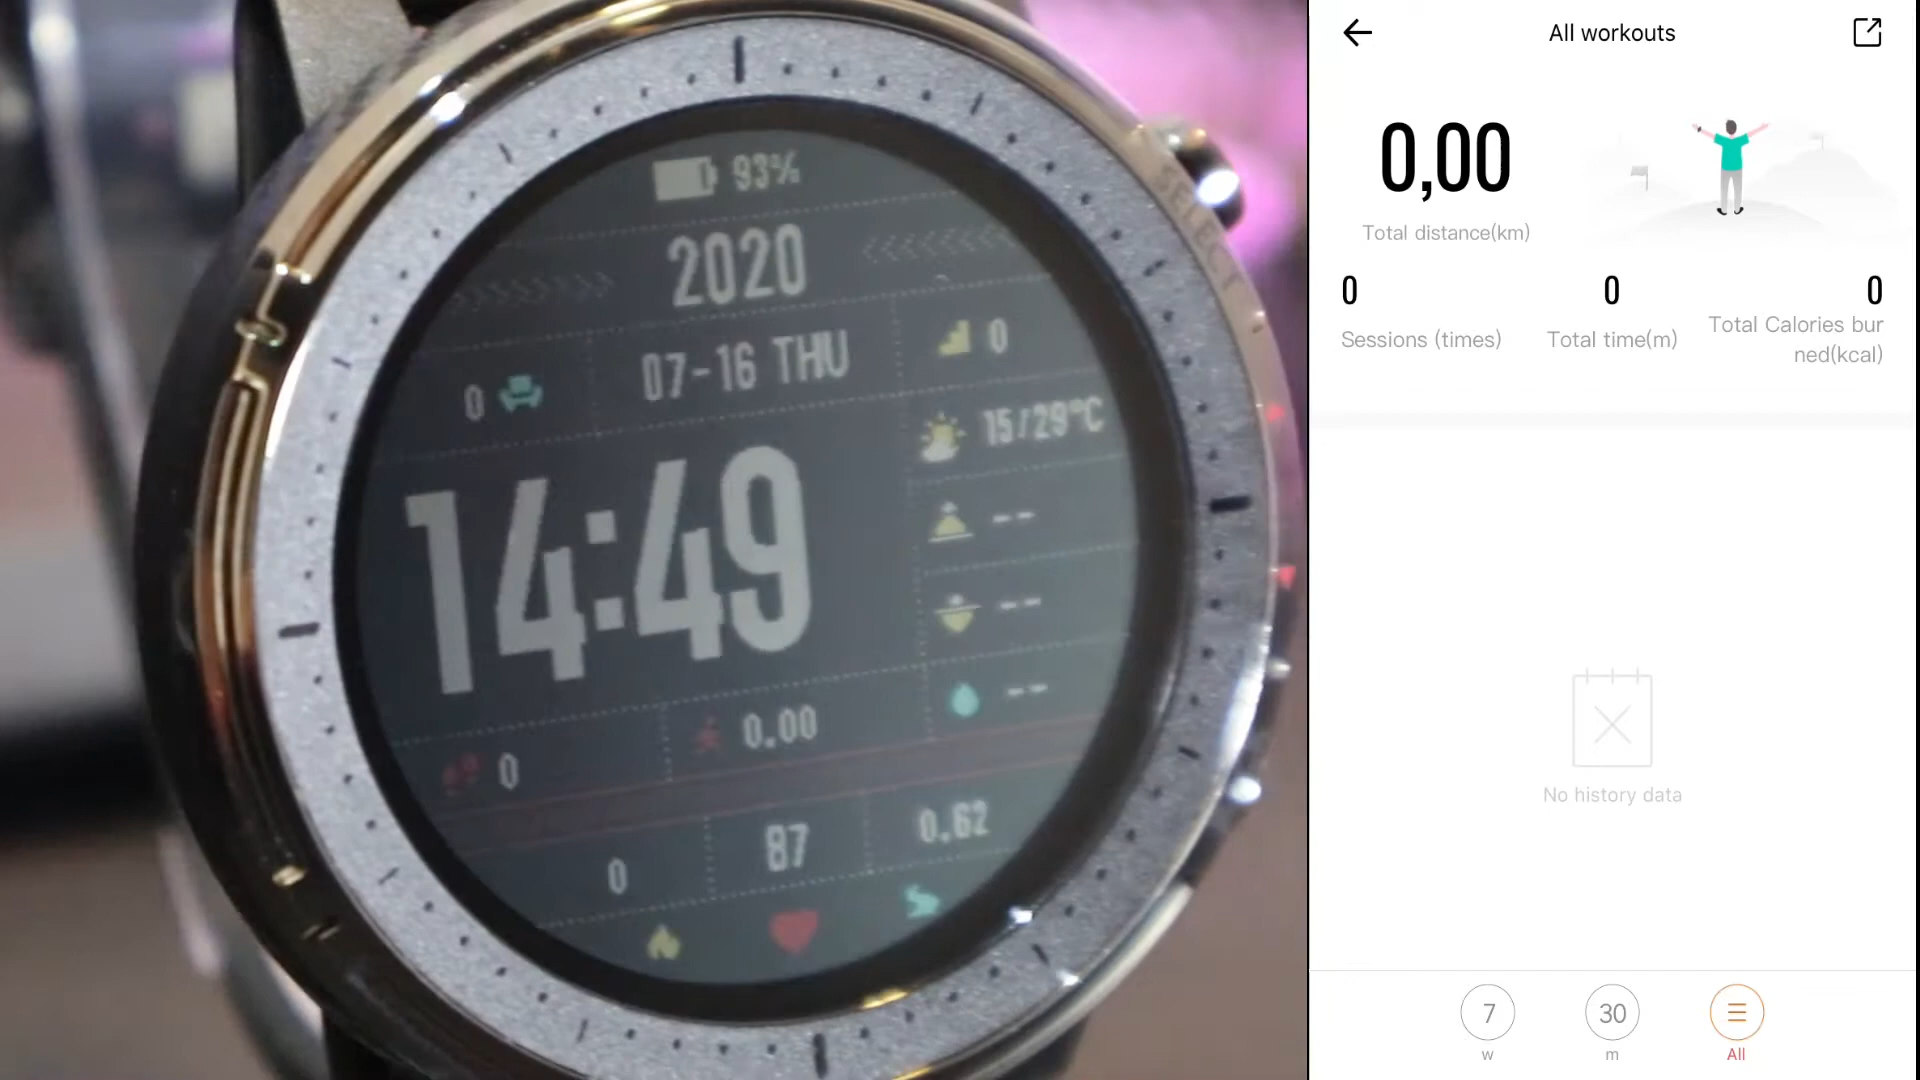 SELECT
93%
2020
07-16 THU
0
0
15/29°C
14:49
--
--
--
0.00
0
0
87
0.62
All workouts
0,00
Total distance(km)
0
Sessions (times)
0
Total time(m)
0
Total Calories bur
ned(kcal)
No history data
7
w
30
m
All